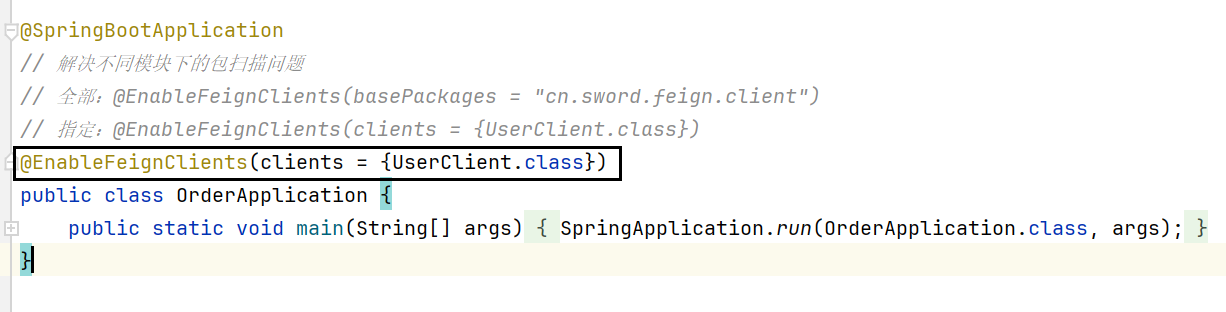 @SpringBootApplication
// 解决不同模块下的包扫描问题
// 全部：@EnableFeignClients(basePackages = "cn.sword.feign.client")
// 指定：@EnableFeignClients(clients = {UserClient.class})
@EnableFeignClients(clients = {UserClient.class})
public class OrderApplication {
    public static void main(String[] args) { SpringApplication.run(OrderApplication.class, args); }
}